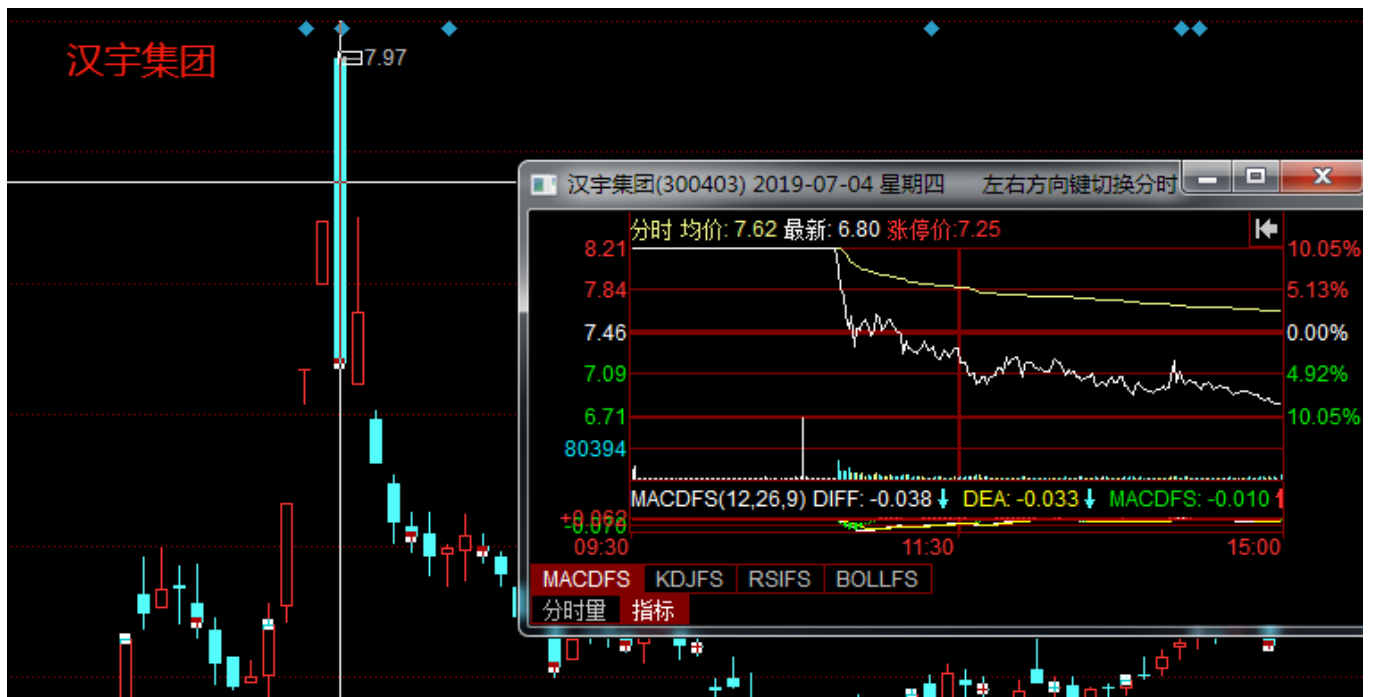 汉宇集团
7.97
汉宇集团(300403) 2019-07-04 星期四 左右方向键切换分时
分时 均价: 7.62 最新: 6.80 涨停价:7.25
8.21 10.05%
7.84 5.13%
7.46 0.00%
7.09 4.92%
6.71 10.05%
80394
MACDFS(12,26,9) DIFF: -0.038 DEA: -0.033 MACDFS: -0.010
09:30 11:30 15:00
MACDFS KDJFS RSIFS BOLLFS
分时量 指标